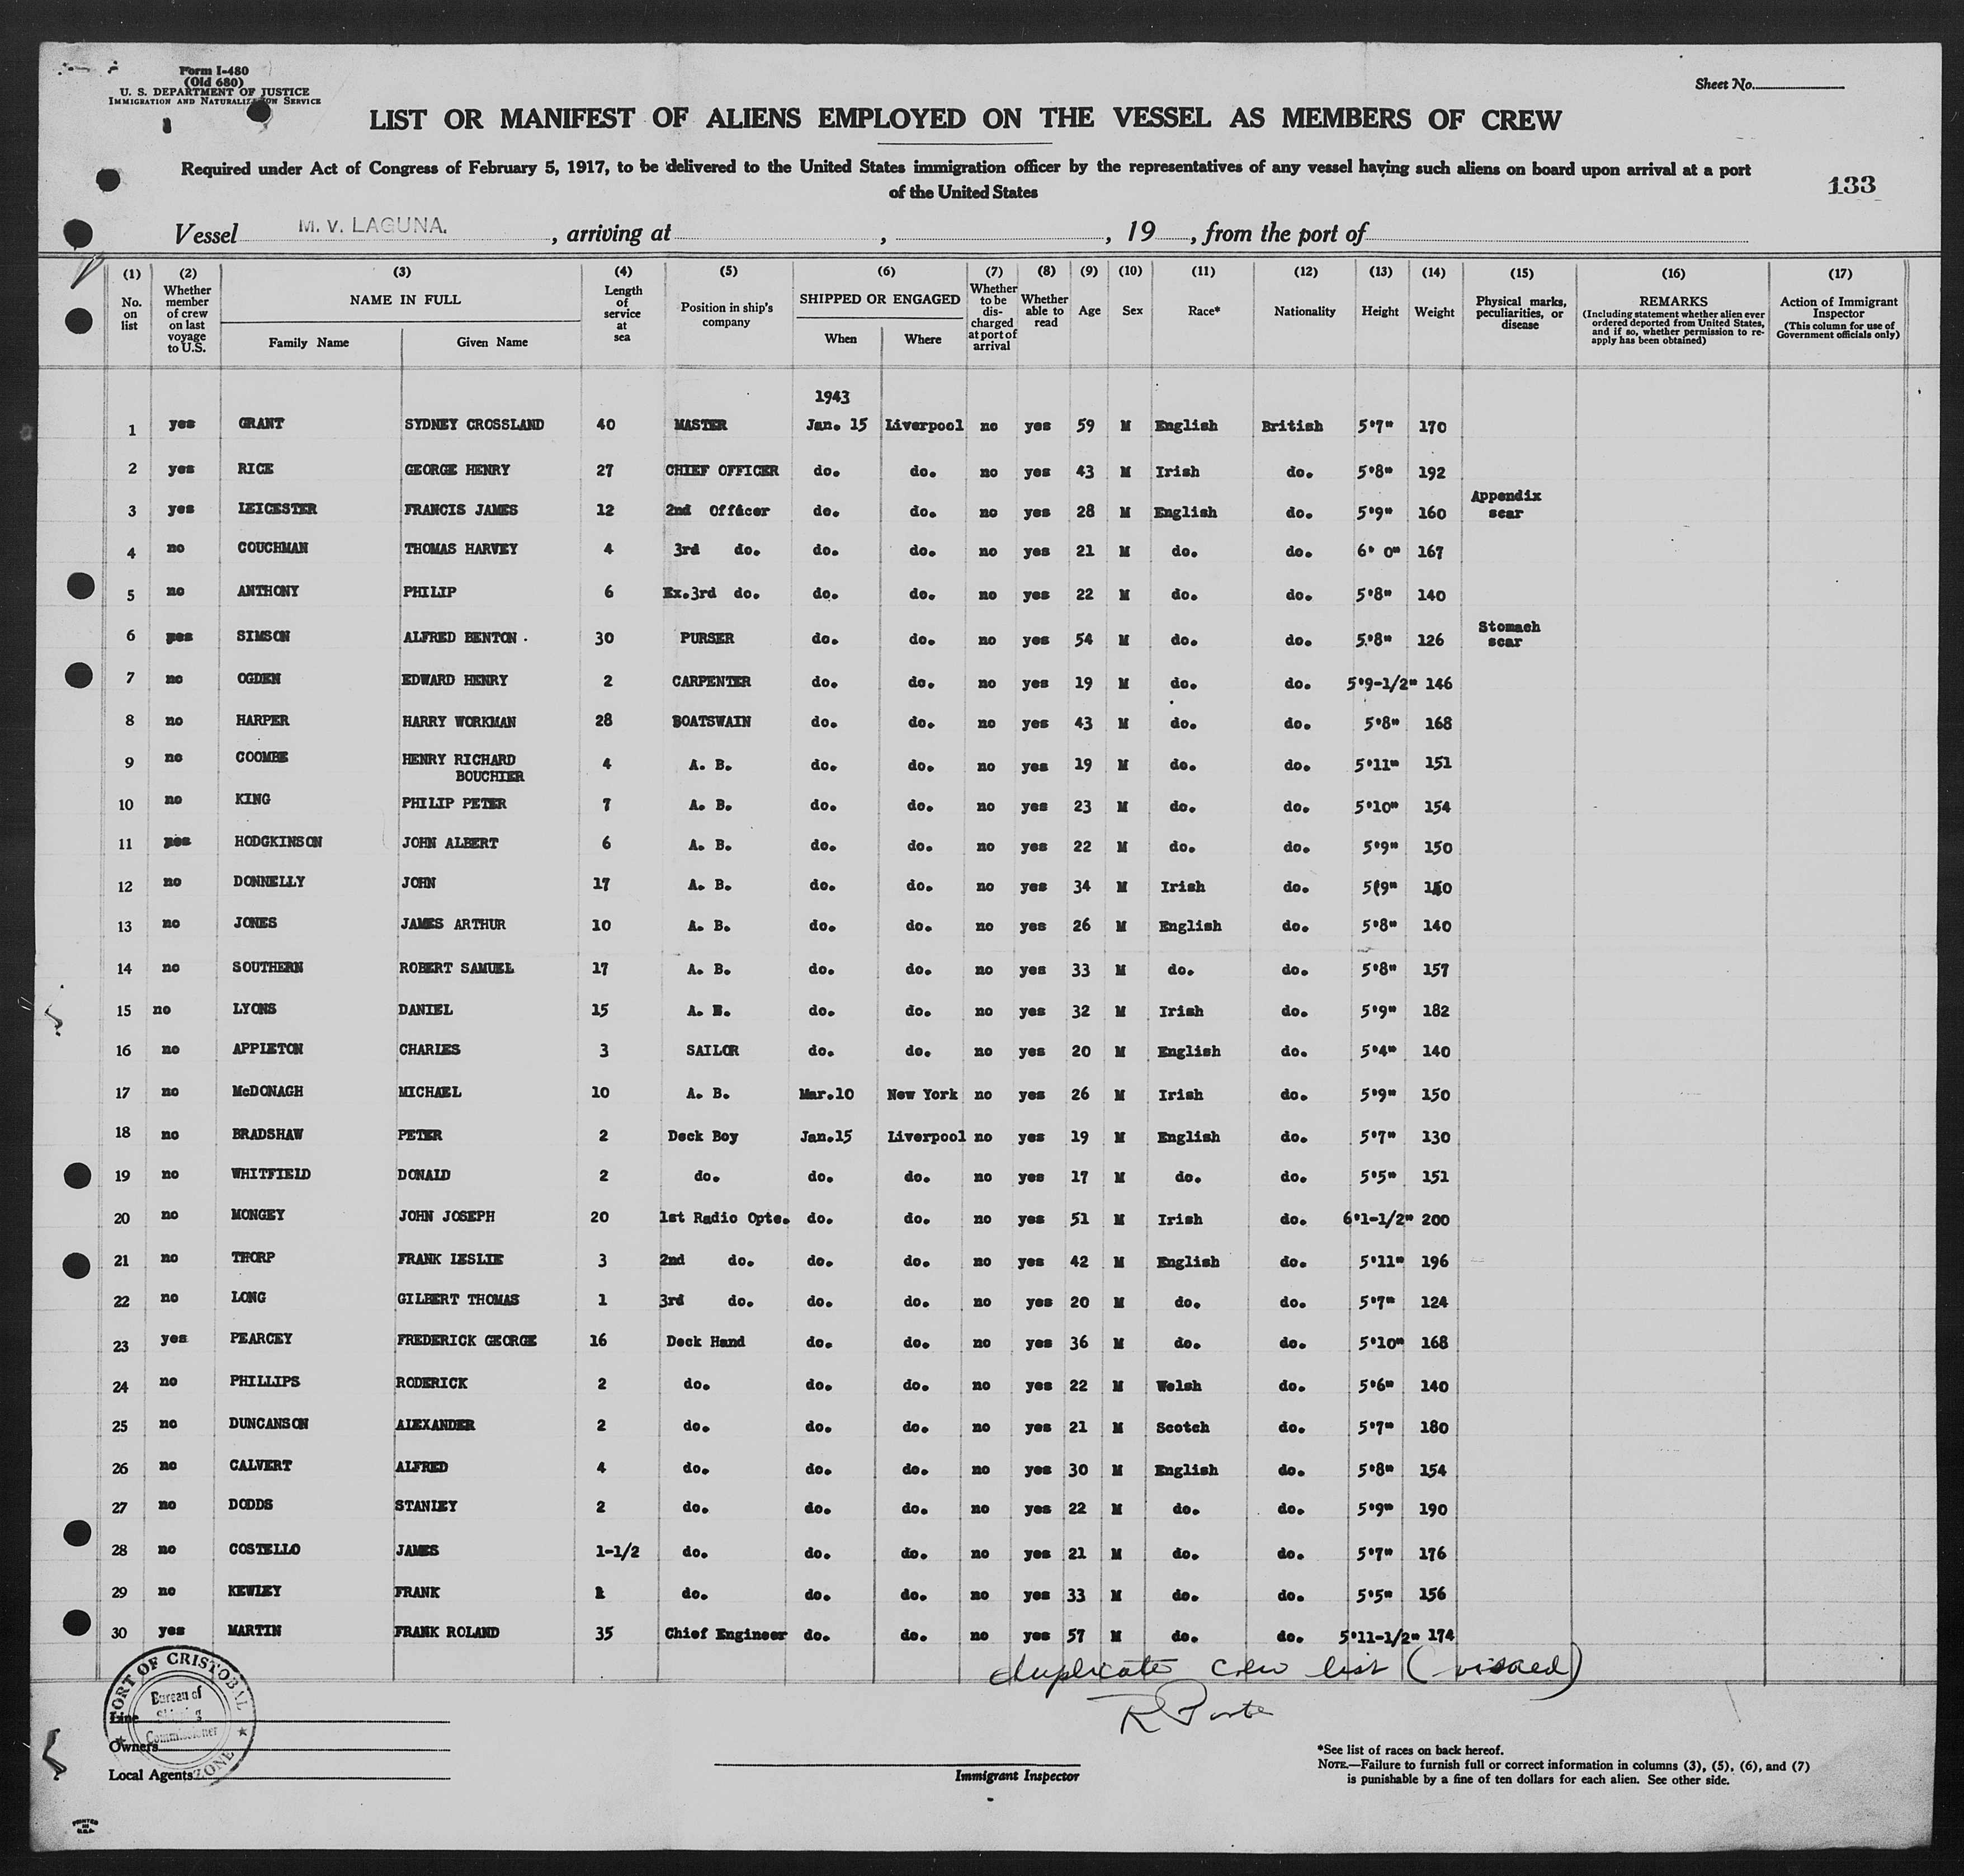 Form I-480
(Old 680)
U. S. DEPARTMENT OF JUSTICE
IMMIGRATION AND NATURALIZATION SERVICE
Sheet No.
LIST OR MANIFEST OF ALIENS EMPLOYED ON THE VESSEL AS MEMBERS OF CREW
Required under Act of Congress of February 5, 1917, to be delivered to the United States immigration officer by the representatives of any vessel having such aliens on board upon arrival at a port
of the United States
133
Vessel M. V. LAGUNA. , arriving at , , 19 , from the port of
(1) (2) (3) (4) (5) (6) (7) (8) (9) (10) (11) (12) (13) (14) (15) (16) (17)
No. on list Whether member of crew on last voyage to U.S. NAME IN FULL Family Name Given Name Length of service at sea Position in ship's company SHIPPED OR ENGAGED When Where Whether to be discharged at port of arrival Whether able to read Age Sex Race* Nationality Height Weight Physical marks, peculiarities, or disease REMARKS (Including statement whether alien ever ordered deported from United States, and if so, whether permission to re-apply has been obtained) Action of Immigrant Inspector (This column for use of Government officials only)
1943
1 yes GRANT SYDNEY CROSSLAND 40 MASTER Jan. 15 Liverpool no yes 59 M English British 5'7" 170
2 yes RICE GEORGE HENRY 27 CHIEF OFFICER do. do. no yes 43 M Irish do. 5'8" 192
3 yes LEICESTER FRANCIS JAMES 12 2nd Officer do. do. no yes 28 M English do. 5'9" 160 Appendix scar
4 no COUCHMAN THOMAS HARVEY 4 3rd do. do. do. no yes 21 M do. do. 6' 0" 167
5 no ANTHONY PHILIP 6 Ex.3rd do. do. do. no yes 22 M do. do. 5'8" 140
6 yes SIMSON ALFRED BENTON 30 PURSER do. do. no yes 54 M do. do. 5'8" 126 Stomach scar
7 no OGDEN EDWARD HENRY 2 CARPENTER do. do. no yes 19 M do. do. 5'9-1/2" 146
8 no HARPER HARRY WORKMAN 28 BOATSWAIN do. do. no yes 43 M do. do. 5'8" 168
9 no COOMBE HENRY RICHARD BOUCHIER 4 A. B. do. do. no yes 19 M do. do. 5'11" 151
10 no KING PHILIP PETER 7 A. B. do. do. no yes 23 M do. do. 5'10" 154
11 yes HODGKINSON JOHN ALBERT 6 A. B. do. do. no yes 22 M do. do. 5'9" 150
12 no DONNELLY JOHN 17 A. B. do. do. no yes 34 M Irish do. 5(9"
13 no JONES JAMES ARTHUR 10 A. B. do. do. no yes 26 M English do. 5'8" 140
14 no SOUTHERN ROBERT SAMUEL 17 A. B. do. do. no yes 33 M do. do. 5'8" 157
15 no LYONS DANIEL 15 A. B. do. do. no yes 32 M Irish do. 5'9" 182
16 no APPLETON CHARLES 3 SAILOR do. do. no yes 20 M English do. 5'4" 140
17 no McDONAGH MICHAEL 10 A. B. Mar.10 New York no yes 26 M Irish do. 5'9" 150
18 no BRADSHAW PETER 2 Deck Boy Jan.15 Liverpool no yes 19 M English do. 5'7" 130
19 no WHITFIELD DONALD 2 do. do. do. no yes 17 M do. do. 5'5" 151
20 no MONGEY JOHN JOSEPH 20 1st Radio Opte. do. do. no yes 51 M Irish do. 6'1-1/2" 200
21 no THORP FRANK LESLIE 3 2nd do. do. do. no yes 42 M English do. 5'11" 196
22 no LONG GILBERT THOMAS 1 3rd do. do. do. no yes 20 M do. do. 5'7" 124
23 yes PEARCEY FREDERICK GEORGE 16 Deck Hand do. do. no yes 36 M do. do. 5'10" 168
24 no PHILLIPS RODERICK 2 do. do. do. no yes 22 M Welsh do. 5'6" 140
25 no DUNCANSON ALEXANDER 2 do. do. do. no yes 21 M Scotch do. 5'7" 180
26 no CALVERT ALFRED 4 do. do. do. no yes 30 M English do. 5'8" 154
27 no DODDS STANLEY 2 do. do. do. no yes 22 M do. do. 5'9" 190
28 no COSTELLO JAMES 1-1/2 do. do. do. no yes 21 M do. do. 5'7" 176
29 no KEWLEY FRANK do. do. do. no yes 33 M do. do. 5'5" 156
30 yes MARTIN FRANK ROLAND 35 Chief Engineer do. do. no yes 57 M do. do. 5'11-1/2" 174
duplicate crew list (visaed)
PORT OF CRISTOBAL
Bureau of
Shipping
Commissioner
ZONE
Line
Owners
Local Agents
Immigrant Inspector
*See list of races on back hereof.
NOTE.—Failure to furnish full or correct information in columns (3), (5), (6), and (7)
is punishable by a fine of ten dollars for each alien. See other side.
PRINTED
IN
U.S.A.